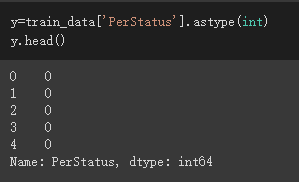 y=train_data['PerStatus'].astype(int)
y.head()
0 0
1 0
2 0
3 0
4 0
Name: PerStatus, dtype: int64